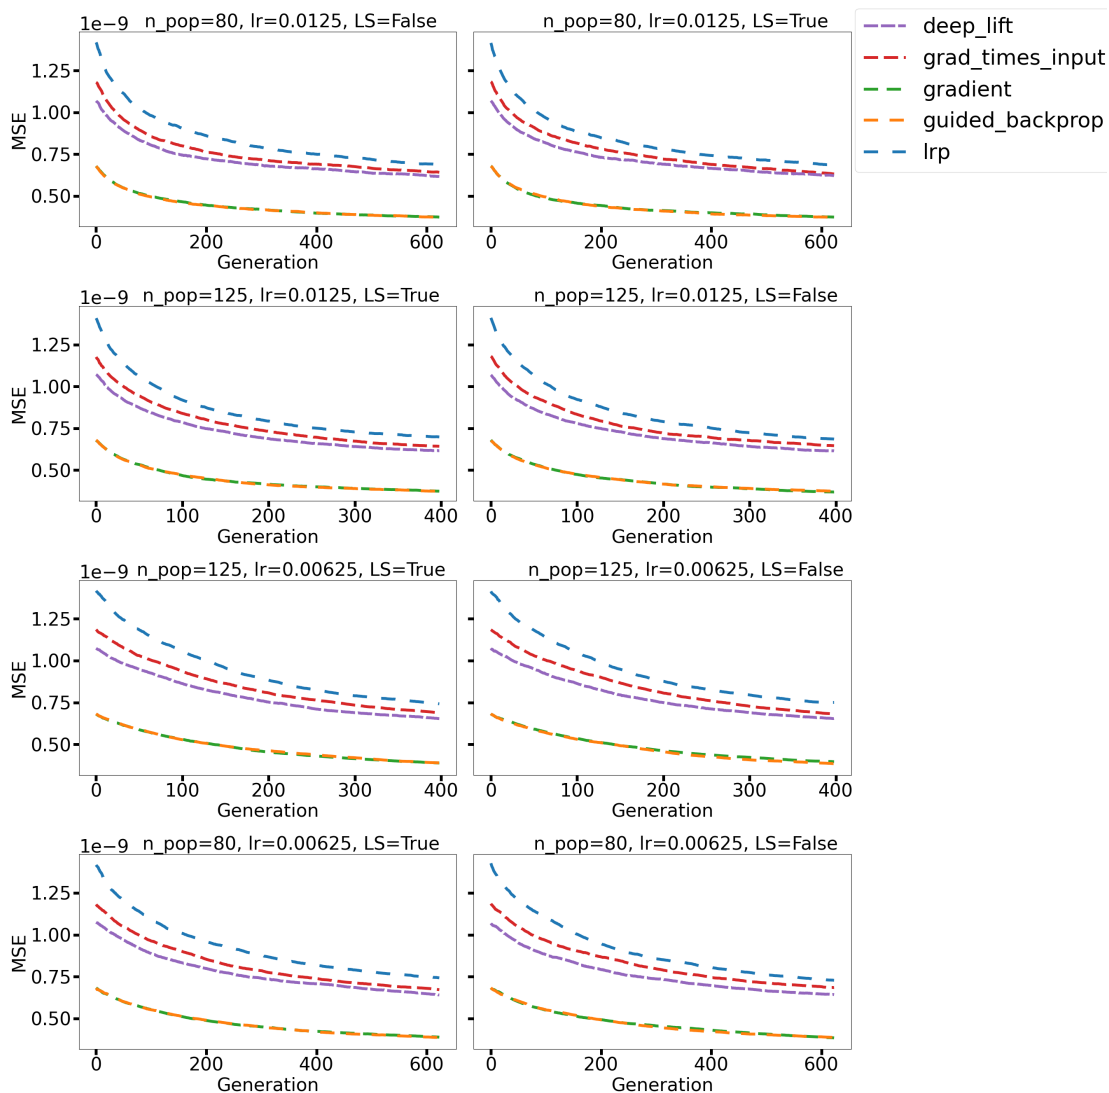 1e−9 n_pop=80, lr=0.0125, LS=False
n_pop=80, lr=0.0125, LS=True
MSE
1.25
1.00
0.75
0.50
0 200 400 600
Generation
0 200 400 600
Generation
deep_lift
grad_times_input
gradient
guided_backprop
lrp
1e−9 n_pop=125, lr=0.0125, LS=True
n_pop=125, lr=0.0125, LS=False
MSE
1.25
1.00
0.75
0.50
0 100 200 300 400
Generation
0 100 200 300 400
Generation
1e−9 n_pop=125, lr=0.00625, LS=True
n_pop=125, lr=0.00625, LS=False
MSE
1.25
1.00
0.75
0.50
0 100 200 300 400
Generation
0 100 200 300 400
Generation
1e−9 n_pop=80, lr=0.00625, LS=True
n_pop=80, lr=0.00625, LS=False
MSE
1.25
1.00
0.75
0.50
0 200 400 600
Generation
0 200 400 600
Generation